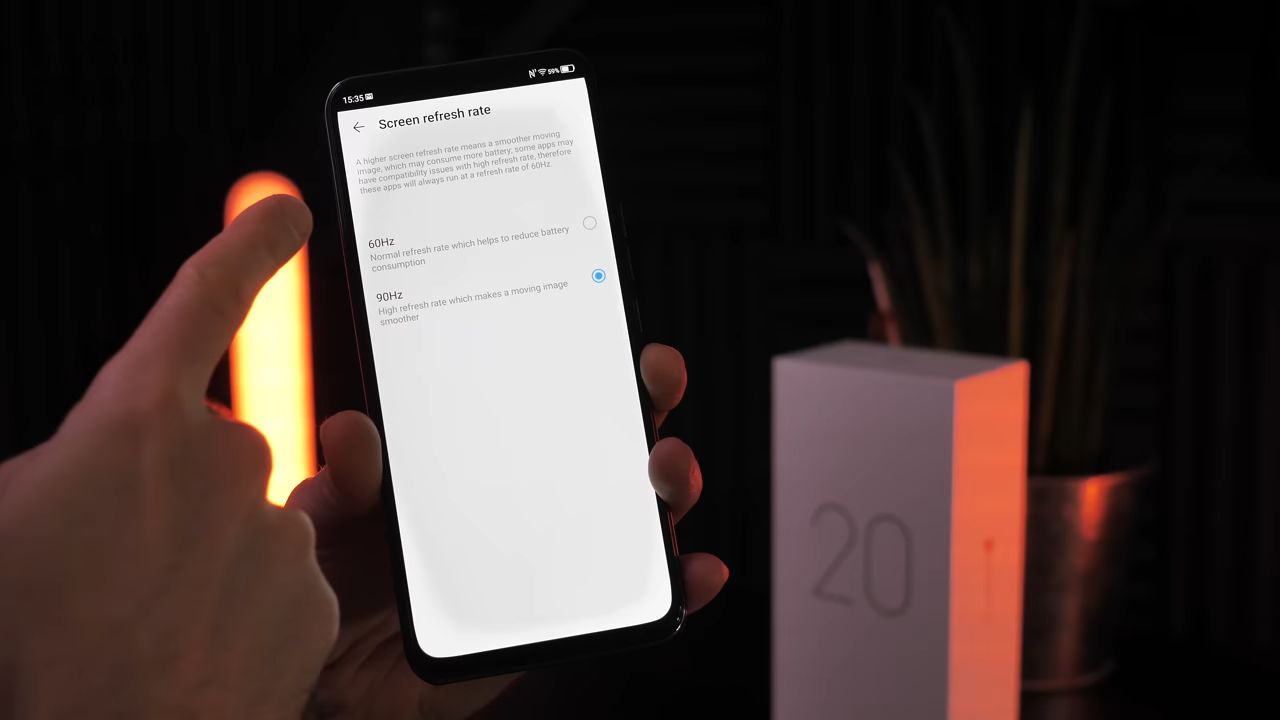 15:35
59%
Screen refresh rate
A higher screen refresh rate means a smoother moving
image, which may consume more battery, some apps may
have compatibility issues with high refresh rate, therefore
these apps will always run at a refresh rate of 60Hz.
60Hz
Normal refresh rate which helps to reduce battery
consumption
90Hz
High refresh rate which makes a moving image
smoother
20